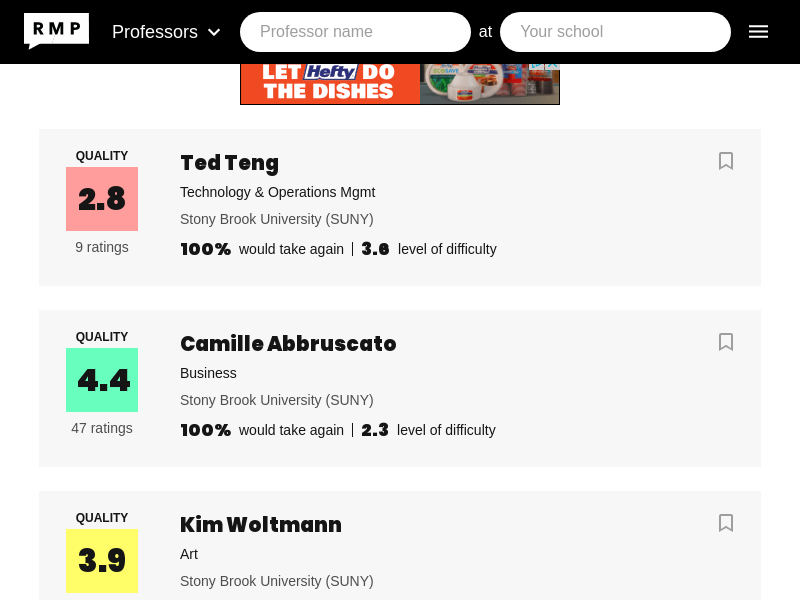 RMP
Professors
Professor name
at
Your school
LET Hefty DO
THE DISHES
ECOSAVE
QUALITY
2.8
9 ratings
Ted Teng
Technology & Operations Mgmt
Stony Brook University (SUNY)
100% would take again | 3.6 level of difficulty
QUALITY
4.4
47 ratings
Camille Abbruscato
Business
Stony Brook University (SUNY)
100% would take again | 2.3 level of difficulty
QUALITY
3.9
Kim Woltmann
Art
Stony Brook University (SUNY)